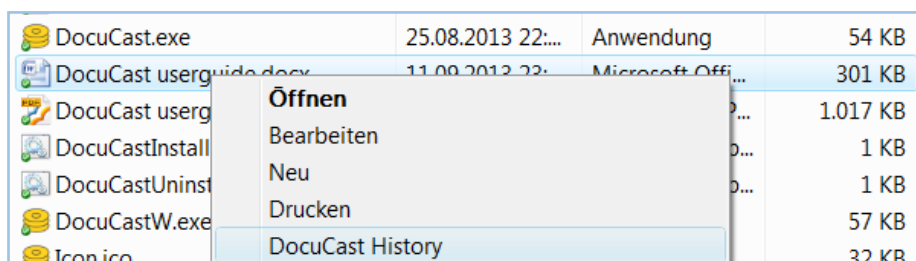 DocuCast.exe 25.08.2013 22:... Anwendung 54 KB
DocuCast userguide.docx 11.09.2013 23: Microsoft Offi... 301 KB
Öffnen
DocuCast userg P... 1.017 KB
Bearbeiten
DocuCastInstall o... 1 KB
Neu
DocuCastUninst o... 1 KB
Drucken
DocuCastW.exe 57 KB
DocuCast History
Icon.ico 32 KB